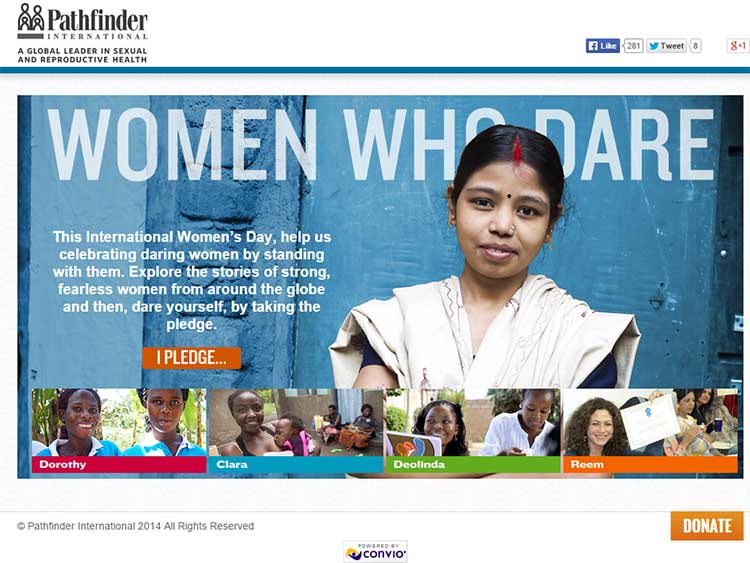 Pathfinder
INTERNATIONAL
A GLOBAL LEADER IN SEXUAL
AND REPRODUCTIVE HEALTH
Like 281 Tweet 8 +1
WOMEN WHO DARE
This International Women's Day, help us
celebrating daring women by standing
with them. Explore the stories of strong,
fearless women from around the globe
and then, dare yourself, by taking the
pledge.
I PLEDGE...
Dorothy Clara Deolinda Reem
© Pathfinder International 2014 All Rights Reserved
DONATE
POWERED BY
convio